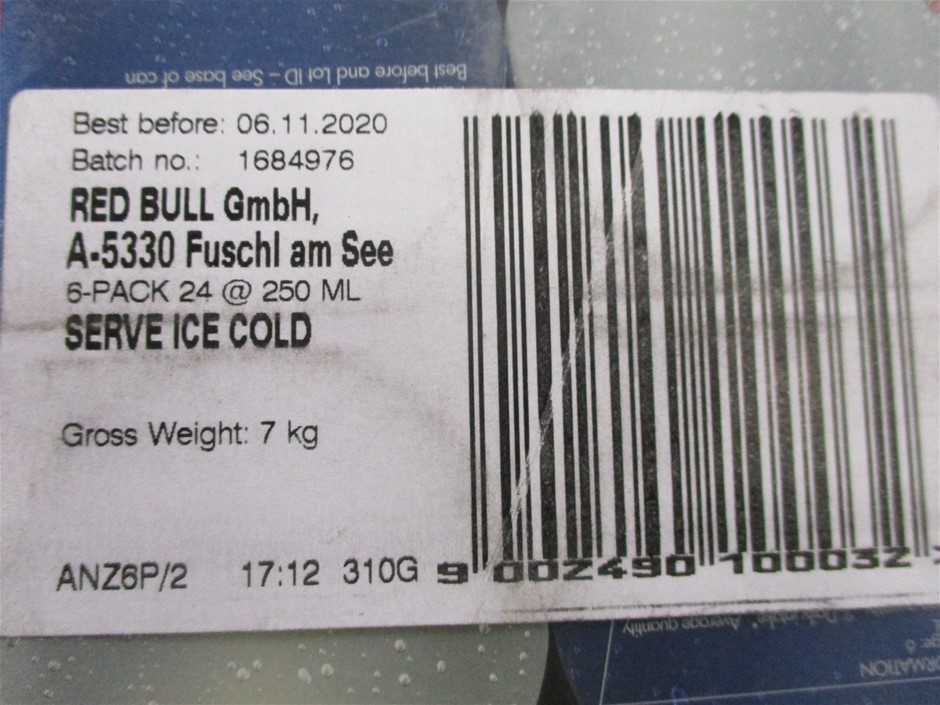 Best before and Lot ID – See base of can
Best before: 06.11.2020
Batch no.: 1684976
RED BULL GmbH,
A-5330 Fuschl am See
6-PACK 24 @ 250 ML
SERVE ICE COLD
Gross Weight: 7 kg
ANZ6P/2 17:12 310G
9 002490 100032
Average quantity